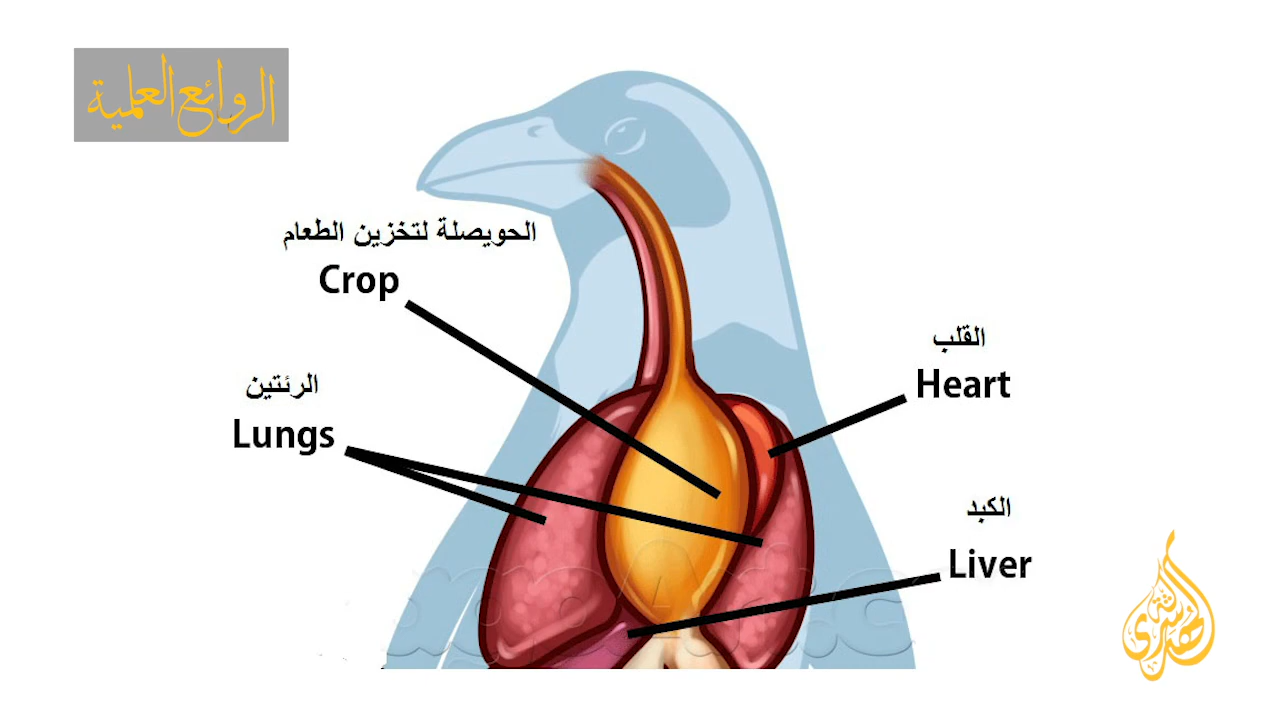 الروائع العلمية
الحويصلة لتخزين الطعام
Crop
القلب
Heart
الرئتين
Lungs
الكبد
Liver